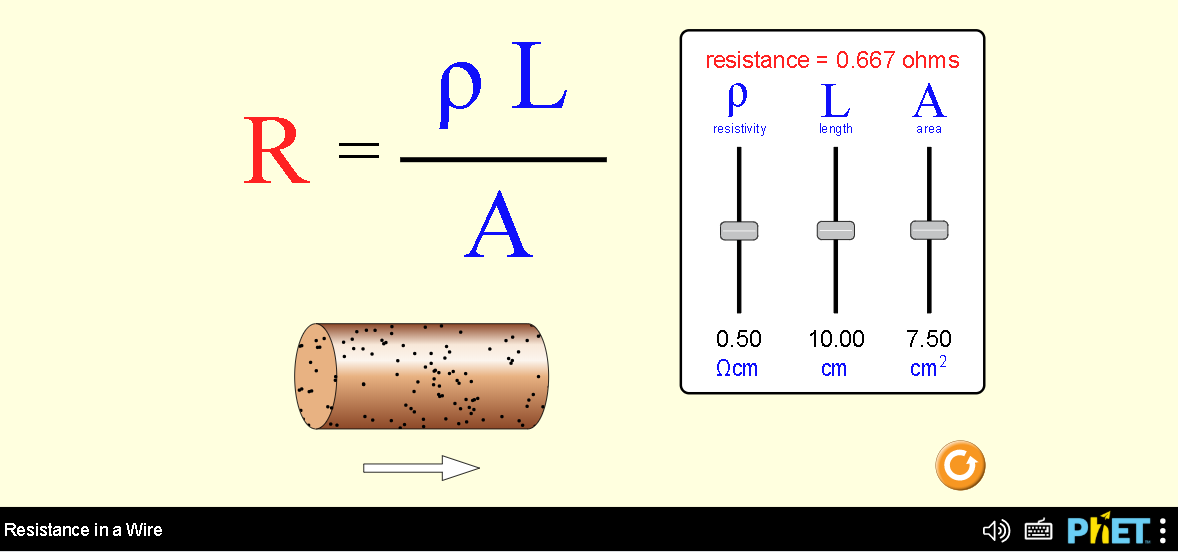 R = ρ L
A
resistance = 0.667 ohms
ρ L A
resistivity length area
0.50 10.00 7.50
Ωcm cm cm²
Resistance in a Wire
PhET